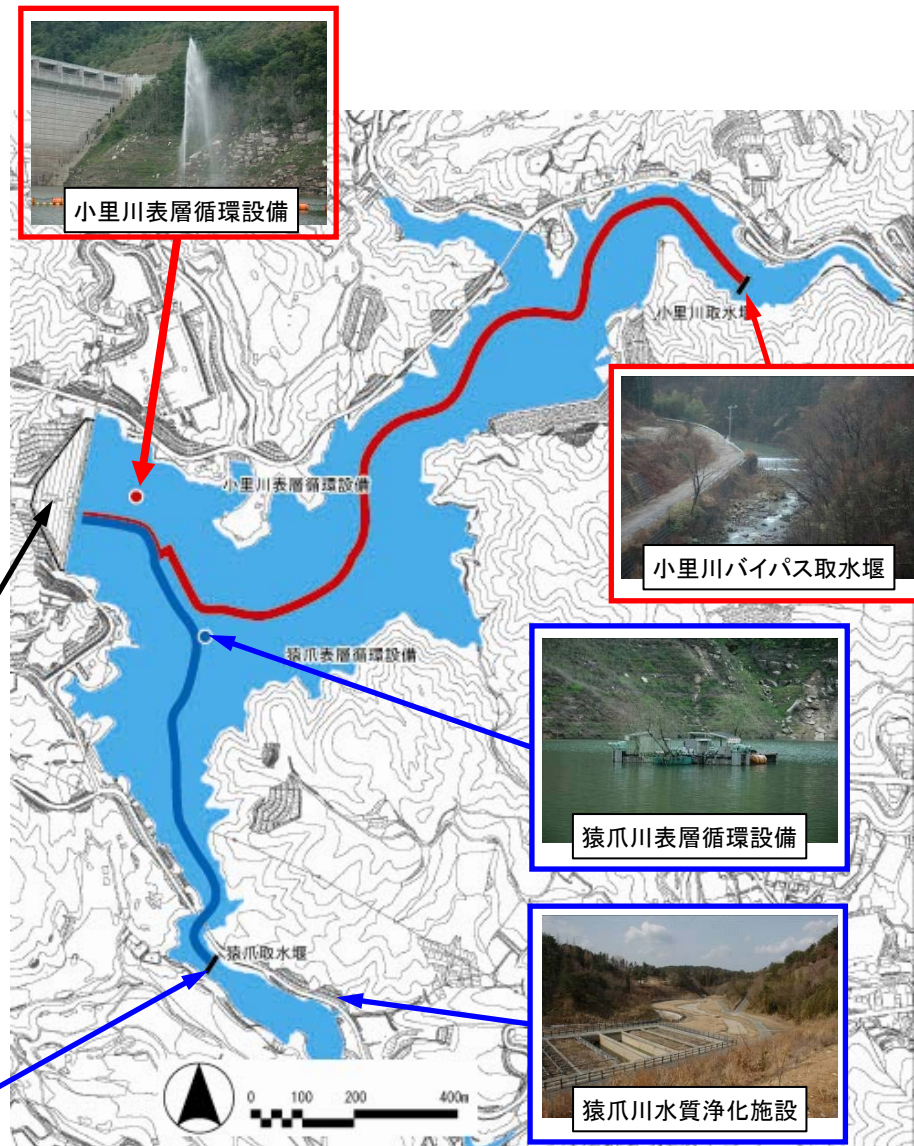 小里川表層循環設備
小里川取水堰
小里川バイパス取水堰
小里川表層循環設備
猿爪表層循環設備
猿爪川表層循環設備
猿爪取水堰
猿爪川水質浄化施設
0 100 200 400m